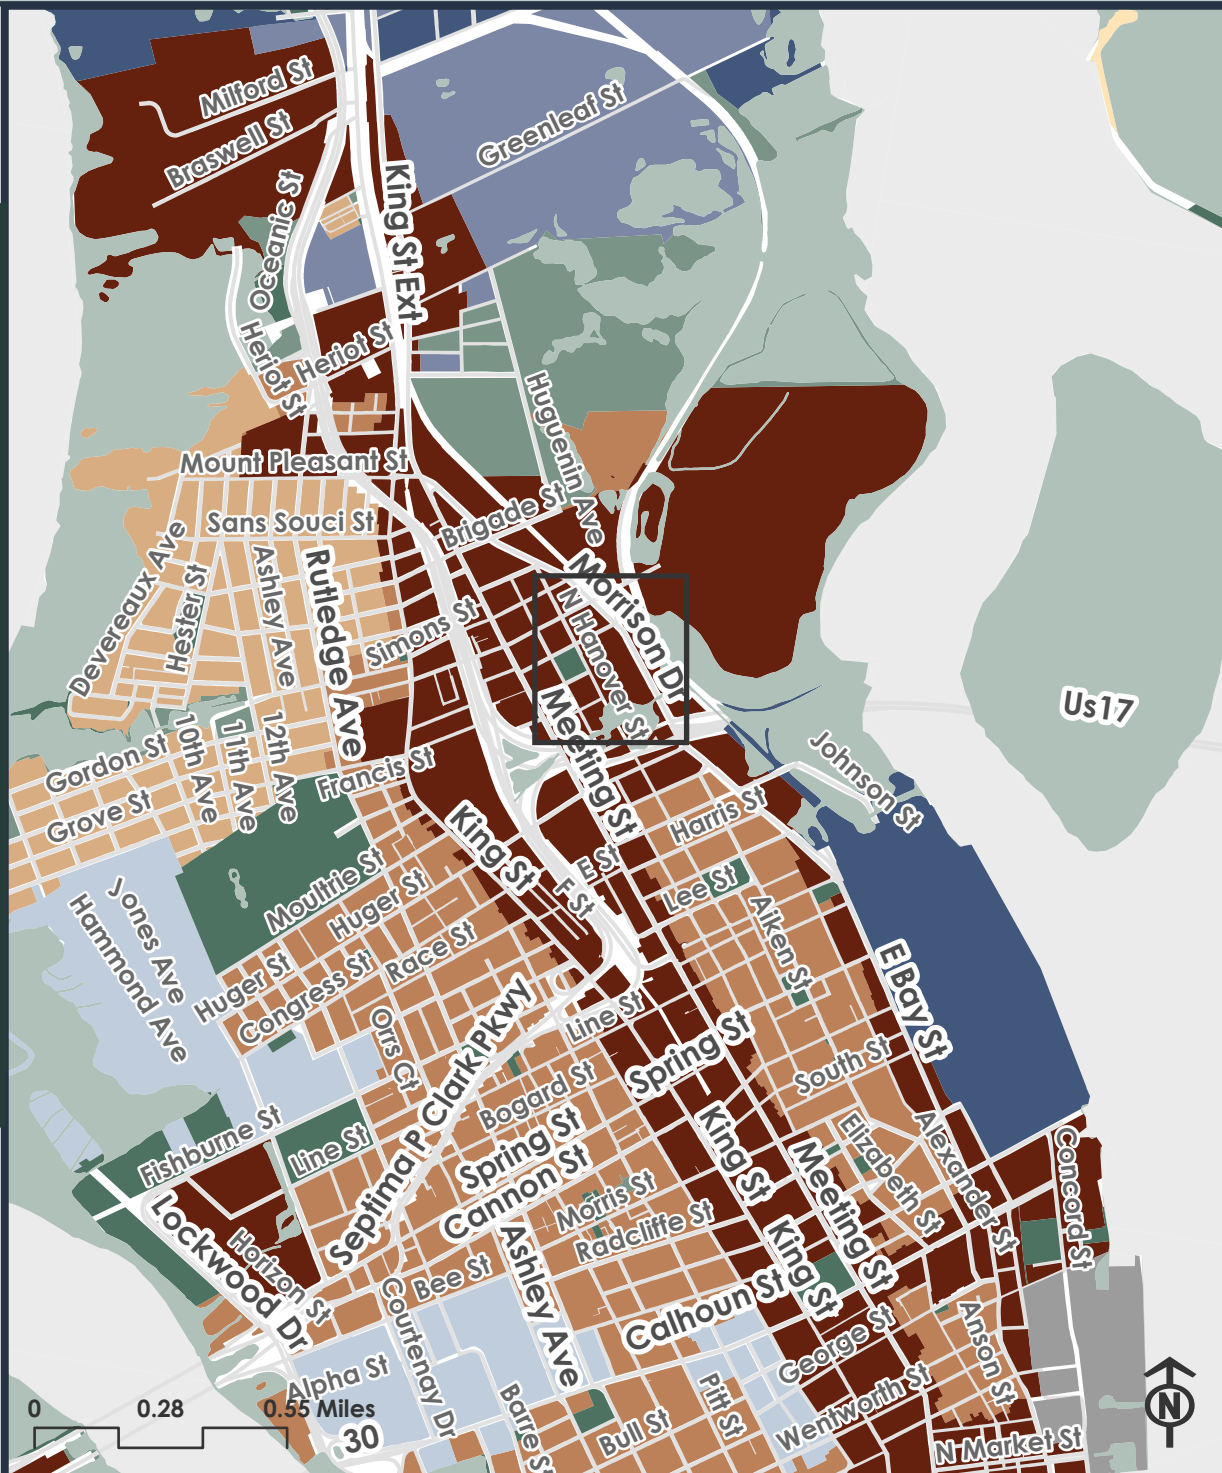 Milford St
Braswell St
Greenleaf St
Oceanic St
King St Ext
Heriot St
Heriot St
Huguenin Ave
Mount Pleasant St
Sans Souci St
Brigade St
Devereaux Ave
Hester St
Ashley Ave
Rutledge Ave
Simons St
Morrison Dr
N Hanover St
Meeting St
Us17
Johnson St
10th Ave
11th Ave
12th Ave
Gordon St
Grove St
Francis St
King St
Harris St
E St
F St
Lee St
Aiken St
Jones Ave
Hammond Ave
Moultrie St
Huger St
Huger St
Race St
Congress St
E Bay St
Orrs Ct
Septima P Clark Pkwy
Line St
Spring St
South St
Bogard St
Fishburne St
Line St
Spring St
Cannon St
King St
Meeting St
Elizabeth St
Alexander St
Concord St
Morris St
Radcliffe St
Lockwood Dr
Horizon St
Bee St
Ashley Ave
Courtenay Dr
King St
Calhoun St
George St
Anson St
Alpha St
Barre St
Pitt St
Wentworth St
Bull St
N Market St
0 0.28 0.55 Miles
30
N